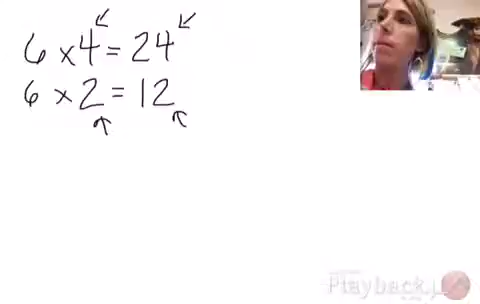 6 x 4 = 24
6 x 2 = 12
Playback